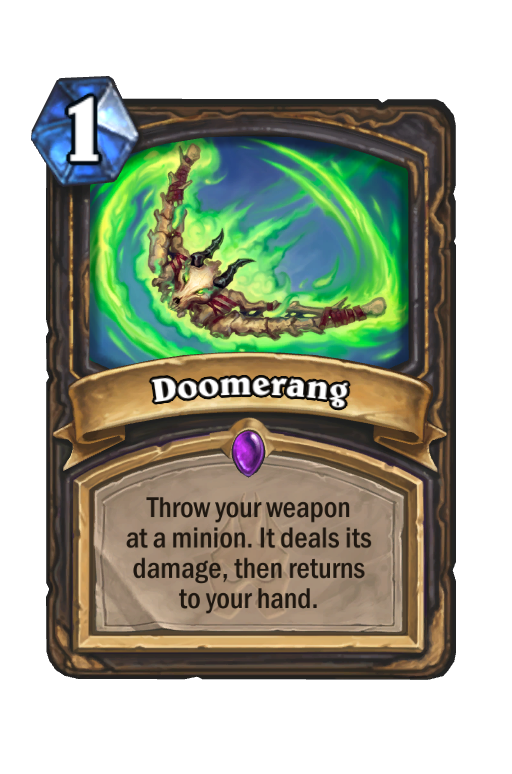 1
Doomerang
Throw your weapon
at a minion. It deals its
damage, then returns
to your hand.